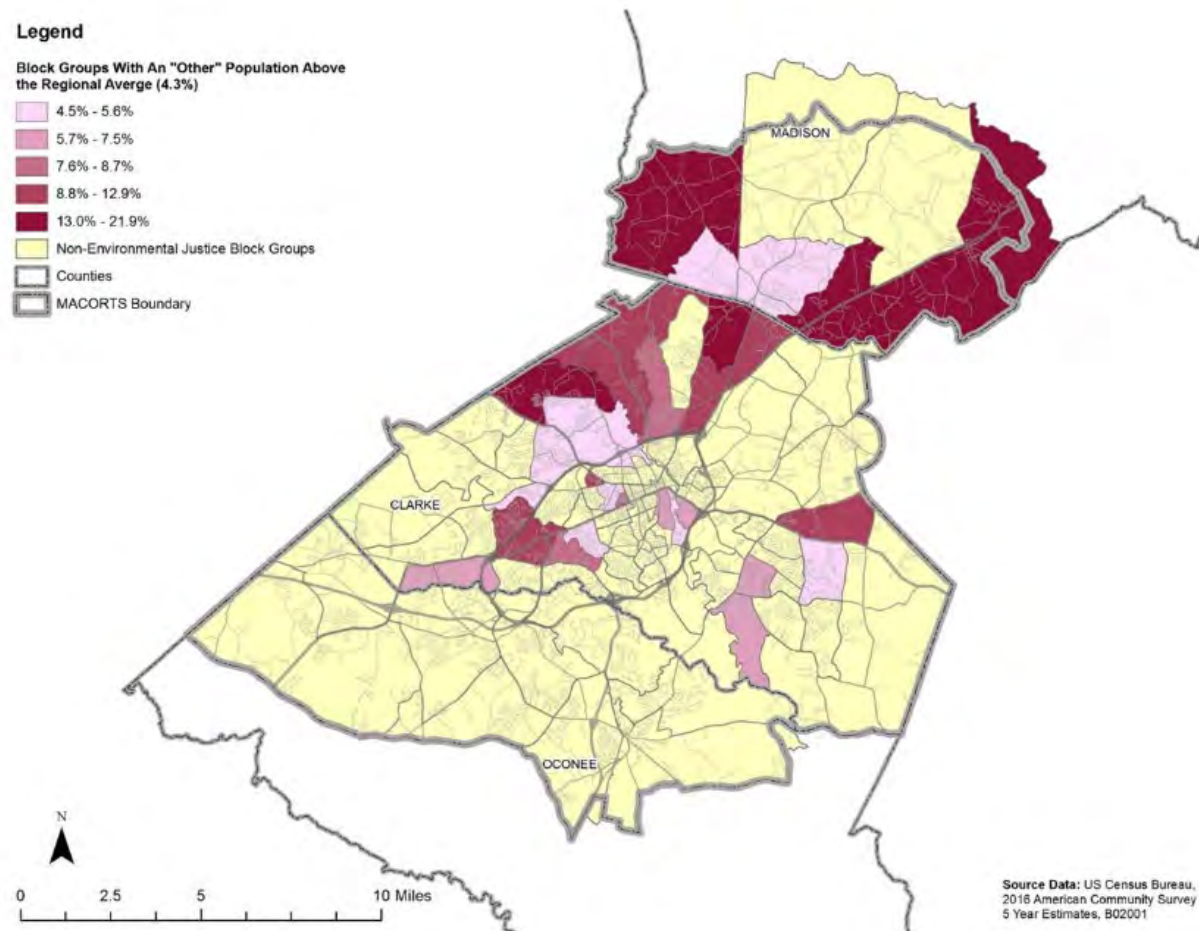 Legend
Block Groups With An "Other" Population Above
the Regional Averge (4.3%)
4.5% - 5.6%
5.7% - 7.5%
7.6% - 8.7%
8.8% - 12.9%
13.0% - 21.9%
Non-Environmental Justice Block Groups
Counties
MACORTS Boundary
MADISON
CLARKE
OCONEE
N
0 2.5 5 10 Miles
Source Data: US Census Bureau,
2016 American Community Survey
5 Year Estimates, B02001